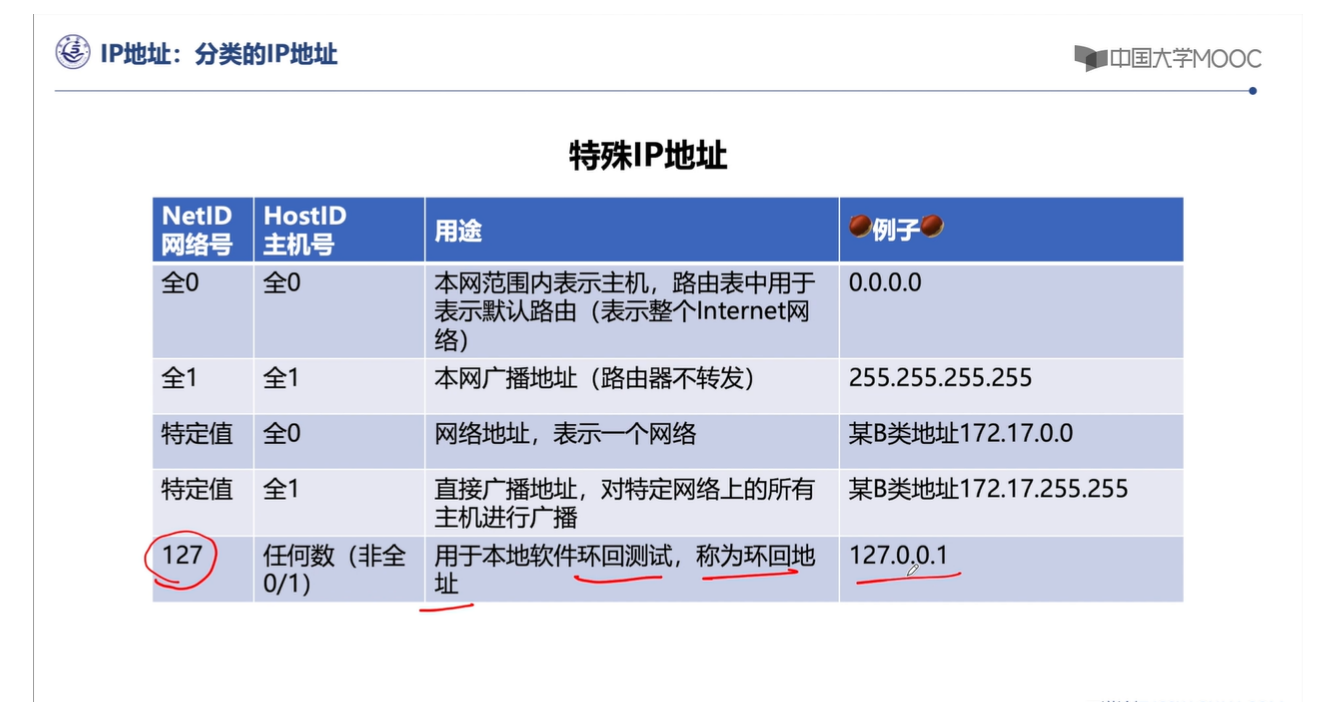 IP地址：分类的IP地址
中国大学MOOC
特殊IP地址
NetID
网络号
HostID
主机号
用途
例子
全0
全0
本网范围内表示主机，路由表中用于
表示默认路由（表示整个Internet网
络）
0.0.0.0
全1
全1
本网广播地址（路由器不转发）
255.255.255.255
特定值
全0
网络地址，表示一个网络
某B类地址172.17.0.0
特定值
全1
直接广播地址，对特定网络上的所有
主机进行广播
某B类地址172.17.255.255
127
任何数（非全
0/1）
用于本地软件环回测试，称为环回地
址
127.0.0.1